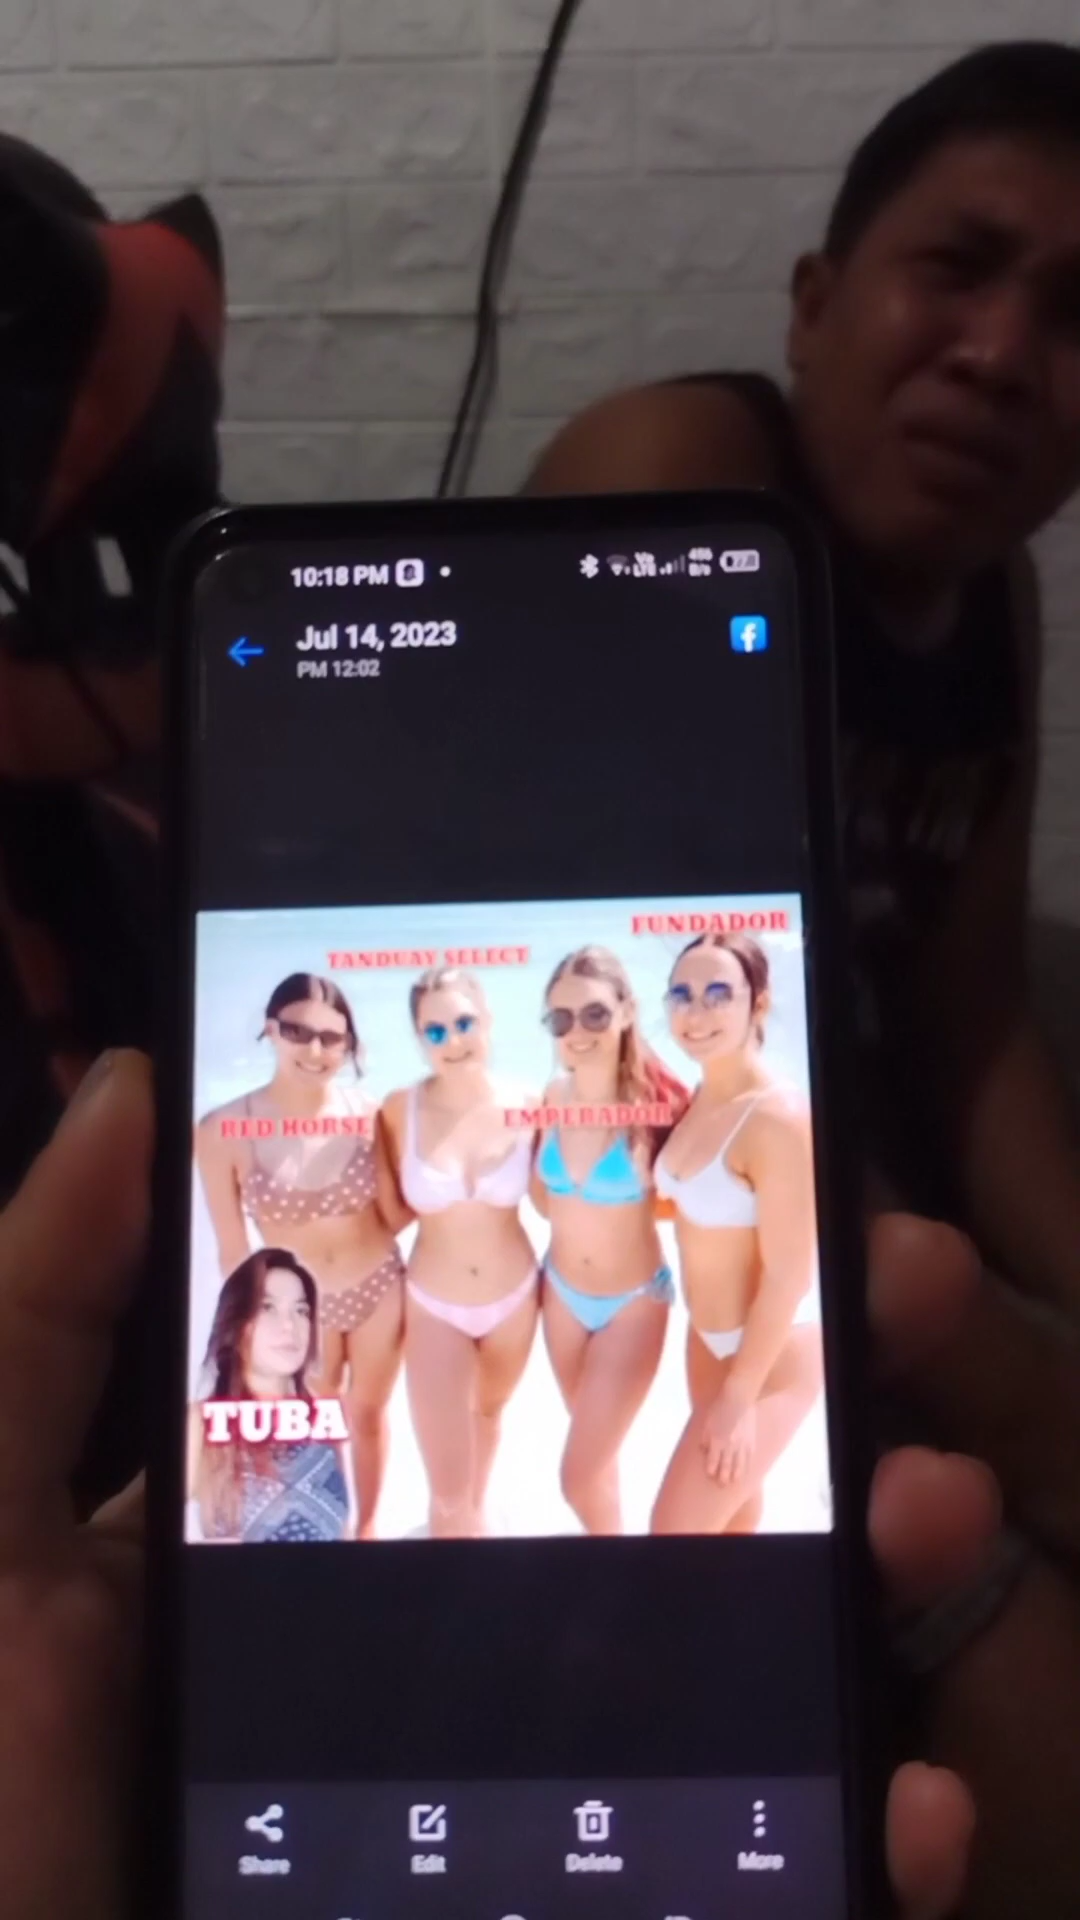 10:18 PM
Jul 14, 2023
PM 12:02
FUNDADOR
TANDUAY SELECT
RED HORSE
EMPERADOR
TUBA
Share
Edit
Delete
More